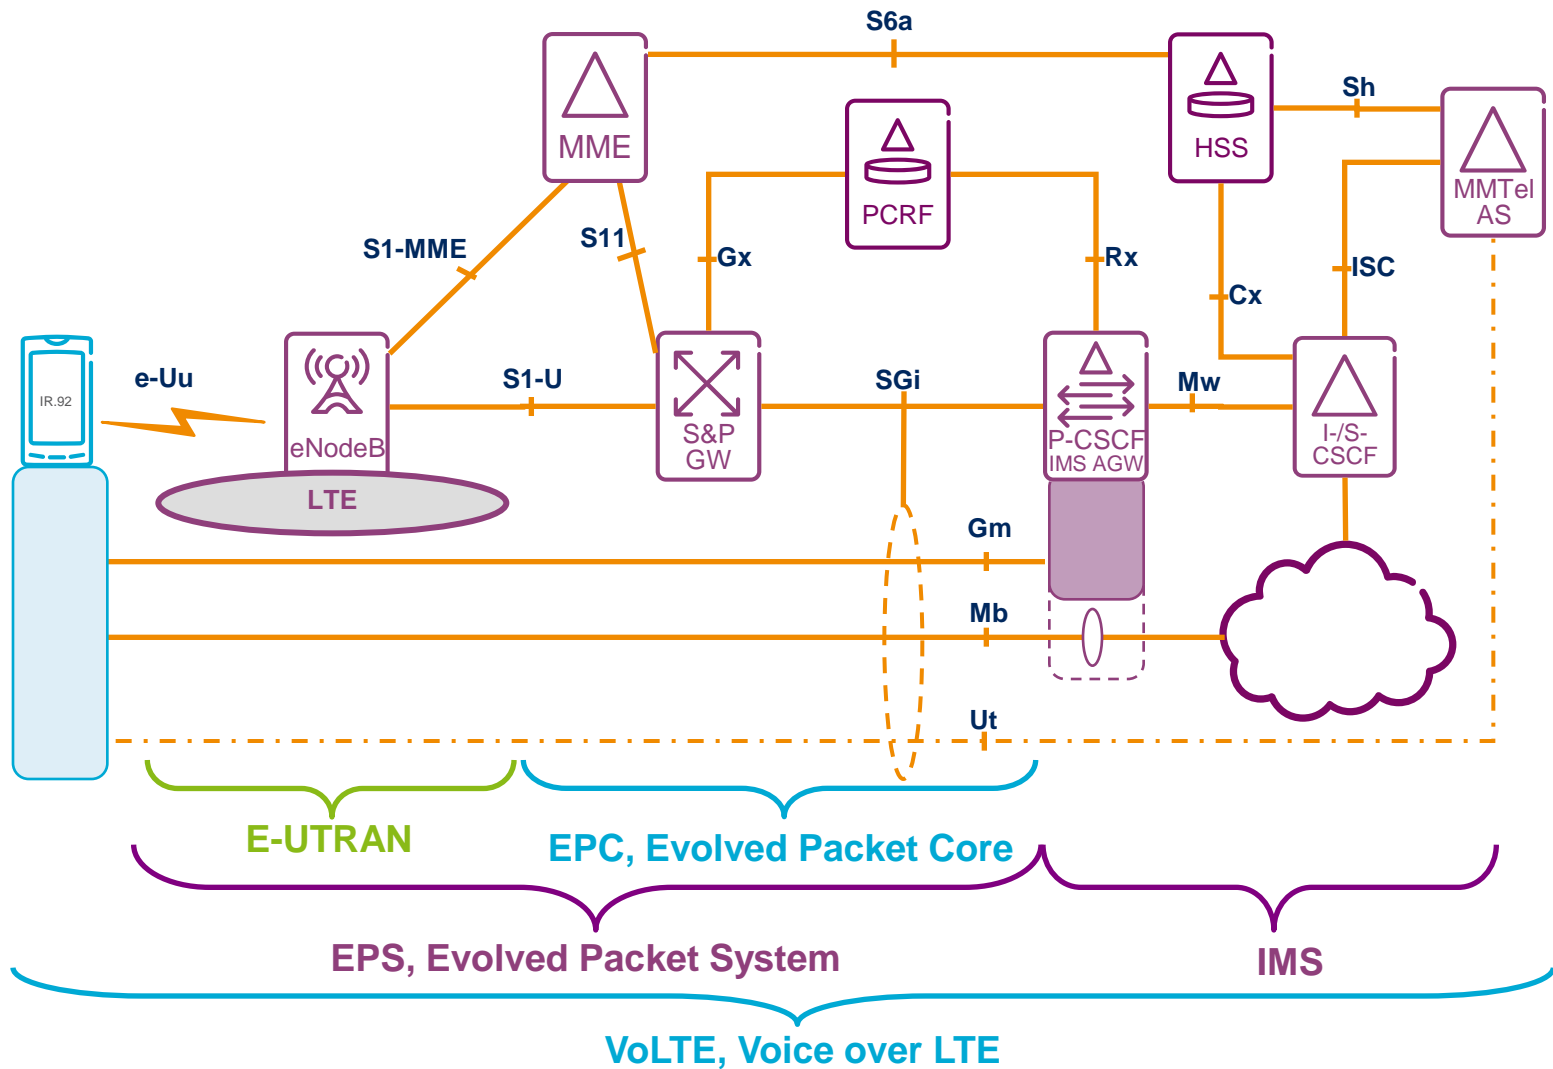 S6a
Sh
MME
HSS
MMTel
AS
PCRF
S1-MME
S11
Gx
Rx
Cx
ISC
e-Uu
IR.92
S1-U
SGi
Mw
eNodeB
S&P
GW
P-CSCF
IMS AGW
I-/S-
CSCF
LTE
Gm
Mb
Ut
E-UTRAN
EPC, Evolved Packet Core
EPS, Evolved Packet System
IMS
VoLTE, Voice over LTE